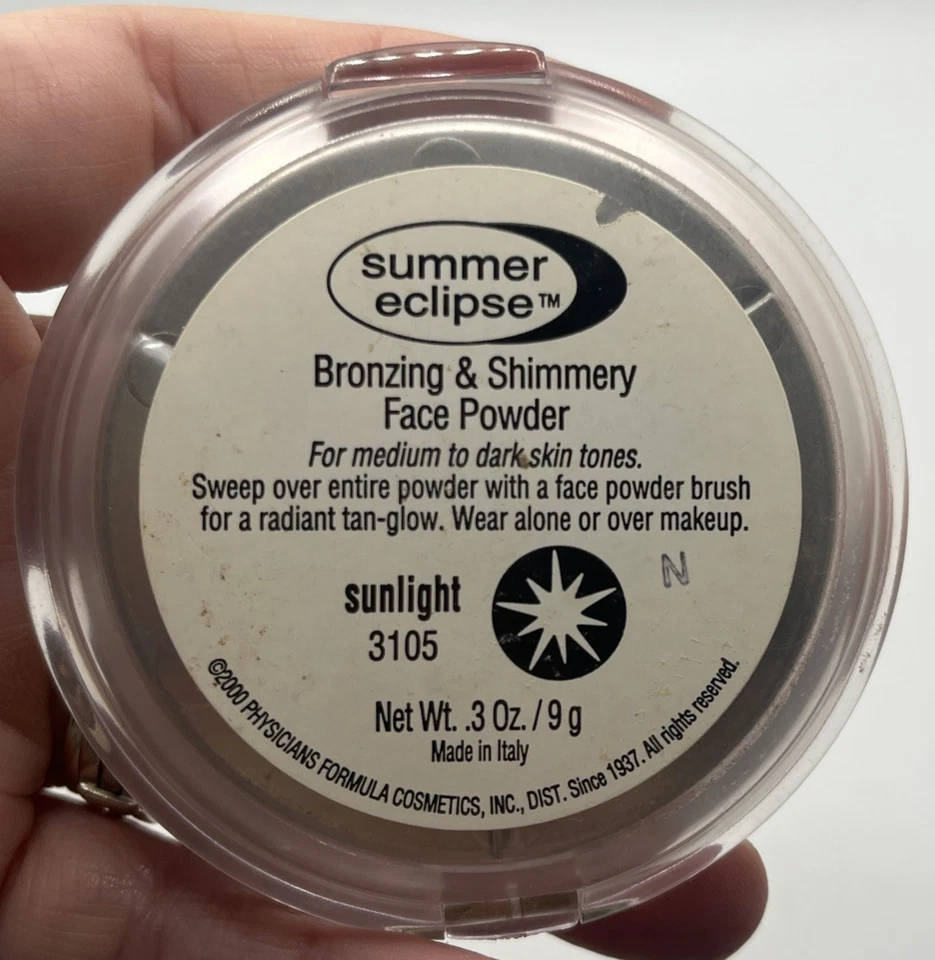 summer
eclipse™
Bronzing & Shimmery
Face Powder
For medium to dark skin tones.
Sweep over entire powder with a face powder brush
for a radiant tan-glow. Wear alone or over makeup.
sunlight
3105
N
Net Wt. .3 Oz. / 9 g
Made in Italy
©2000 PHYSICIANS FORMULA COSMETICS, INC., DIST. Since 1937. All rights reserved.